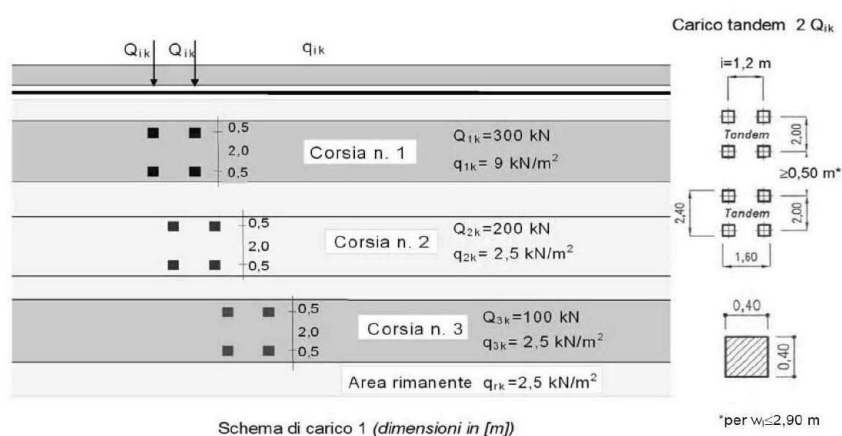 Carico tandem 2 Qik
Qik Qik qik
i=1,2 m
0,5
2,0
0,5
Corsia n. 1
Q1k=300 kN
q1k= 9 kN/m²
Tandem
2,00
≥0,50 m*
0,5
2,0
0,5
Corsia n. 2
Q2k=200 kN
q2k= 2,5 kN/m²
2,40
Tandem
2,00
1,60
0,5
2,0
0,5
Corsia n. 3
Q3k=100 kN
q3k= 2,5 kN/m²
0,40
0,40
Area rimanente qrk=2,5 kN/m²
Schema di carico 1 (dimensioni in [m])
*per wl≤2,90 m